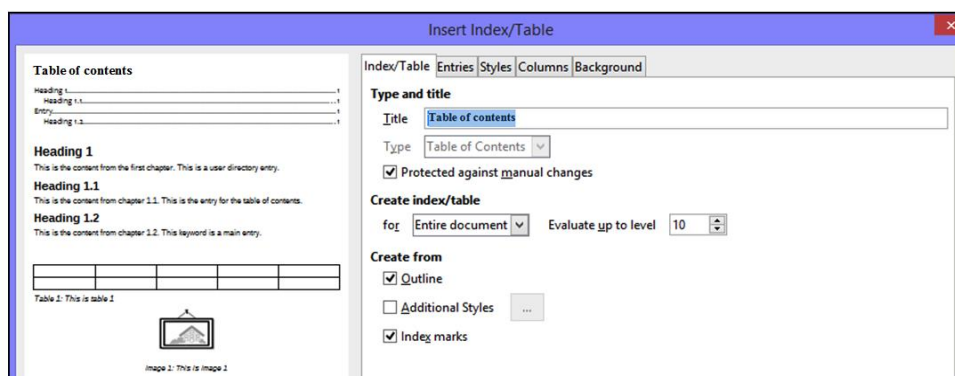 Insert Index/Table
Table of contents
Heading 1 1
Heading 1.1 1
Entry 1
Heading 1.2 1
Heading 1
This is the content from the first chapter. This is a user directory entry.
Heading 1.1
This is the content from chapter 1.1. This is the entry for the table of contents.
Heading 1.2
This is the content from chapter 1.2. This keyword is a main entry.
Table 1: This is table 1
Image 1: This is image 1
Index/Table Entries Styles Columns Background
Type and title
Title Table of contents
Type Table of Contents
Protected against manual changes
Create index/table
for Entire document Evaluate up to level 10
Create from
Outline
Additional Styles ...
Index marks